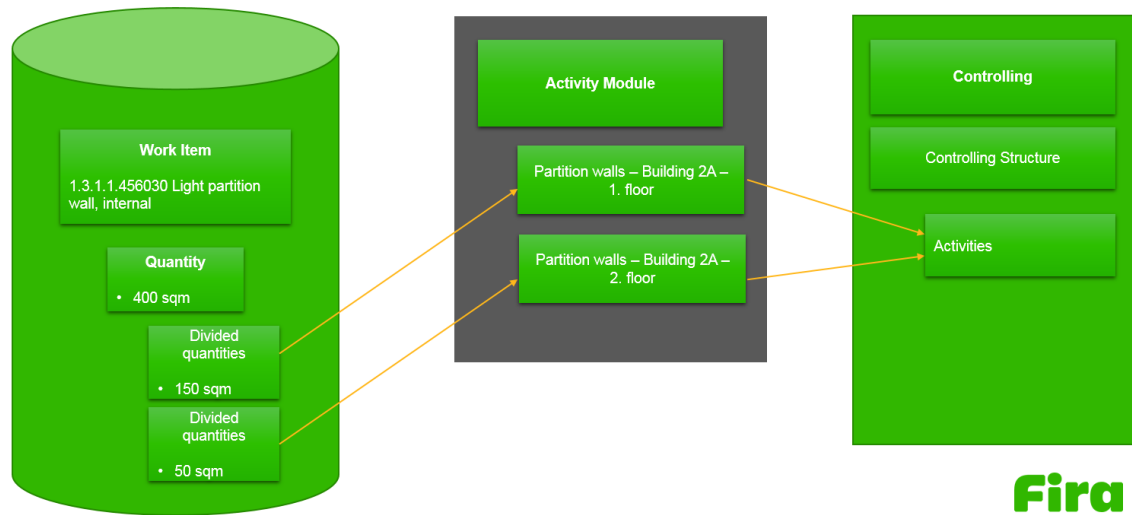 Work Item
1.3.1.1.456030 Light partition
wall, internal
Quantity
• 400 sqm
Divided
quantities
• 150 sqm
Divided
quantities
• 50 sqm
Activity Module
Partition walls – Building 2A –
1. floor
Partition walls – Building 2A –
2. floor
Controlling
Controlling Structure
Activities
Fira